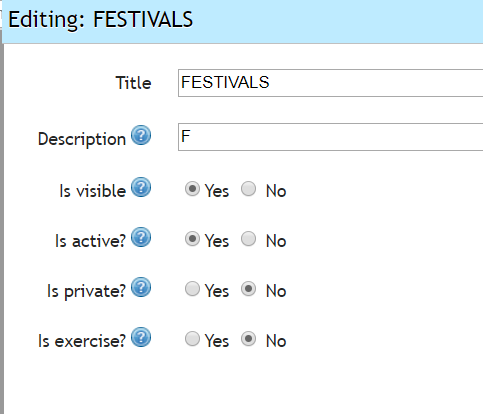 Editing: FESTIVALS
Title FESTIVALS
Description ? F
Is visible ? Yes No
Is active? ? Yes No
Is private? ? Yes No
Is exercise? ? Yes No